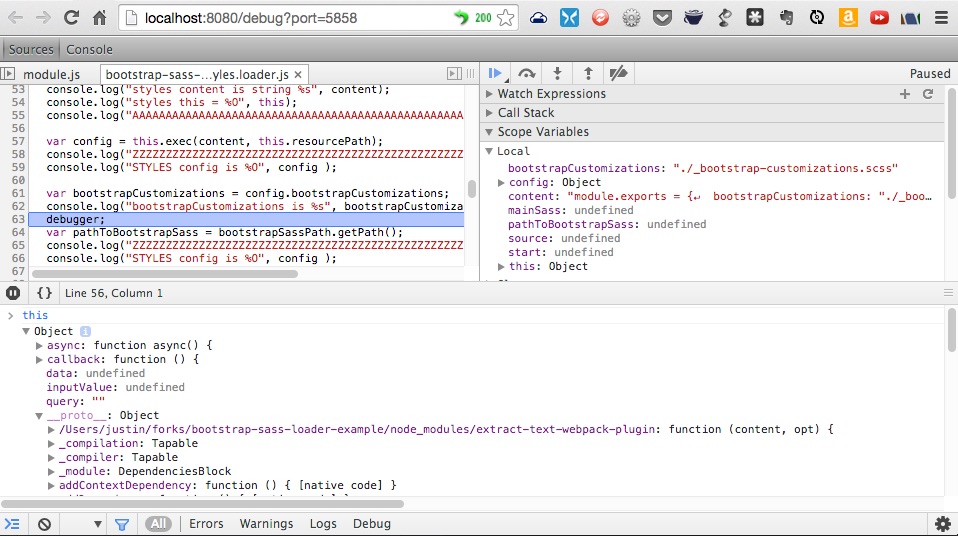 localhost:8080/debug?port=5858
200
Sources Console
module.js
bootstrap-sass-...yles.loader.js ×
Paused
53 console.log("styles content is string %s", content);
54 console.log("styles this = %O", this);
55 console.log("AAAAAAAAAAAAAAAAAAAAAAAAAAAAAAAAAAAAAAAAAAAAAAAAAA
56
57 var config = this.exec(content, this.resourcePath);
58 console.log("ZZZZZZZZZZZZZZZZZZZZZZZZZZZZZZZZZZZZZZZZZZZZZZZZZZ
59 console.log("STYLES config is %O", config );
60
61 var bootstrapCustomizations = config.bootstrapCustomizations;
62 console.log("bootstrapCustomizations is %s", bootstrapCustomiza
63 debugger;
64 var pathToBootstrapSass = bootstrapSassPath.getPath();
65 console.log("ZZZZZZZZZZZZZZZZZZZZZZZZZZZZZZZZZZZZZZZZZZZZZZZZZZ
66 console.log("STYLES config is %O", config );
67
Watch Expressions
Call Stack
Scope Variables
Local
bootstrapCustomizations: "./_bootstrap-customizations.scss"
config: Object
content: "module.exports = {↵ bootstrapCustomizations: "./_boo…
mainSass: undefined
pathToBootstrapSass: undefined
source: undefined
start: undefined
this: Object
{} Line 56, Column 1
> this
Object i
async: function async() {
callback: function () {
data: undefined
inputValue: undefined
query: ""
__proto__: Object
/Users/justin/forks/bootstrap-sass-loader-example/node_modules/extract-text-webpack-plugin: function (content, opt) {
_compilation: Tapable
_compiler: Tapable
_module: DependenciesBlock
addContextDependency: function () { [native code] }
All Errors Warnings Logs Debug